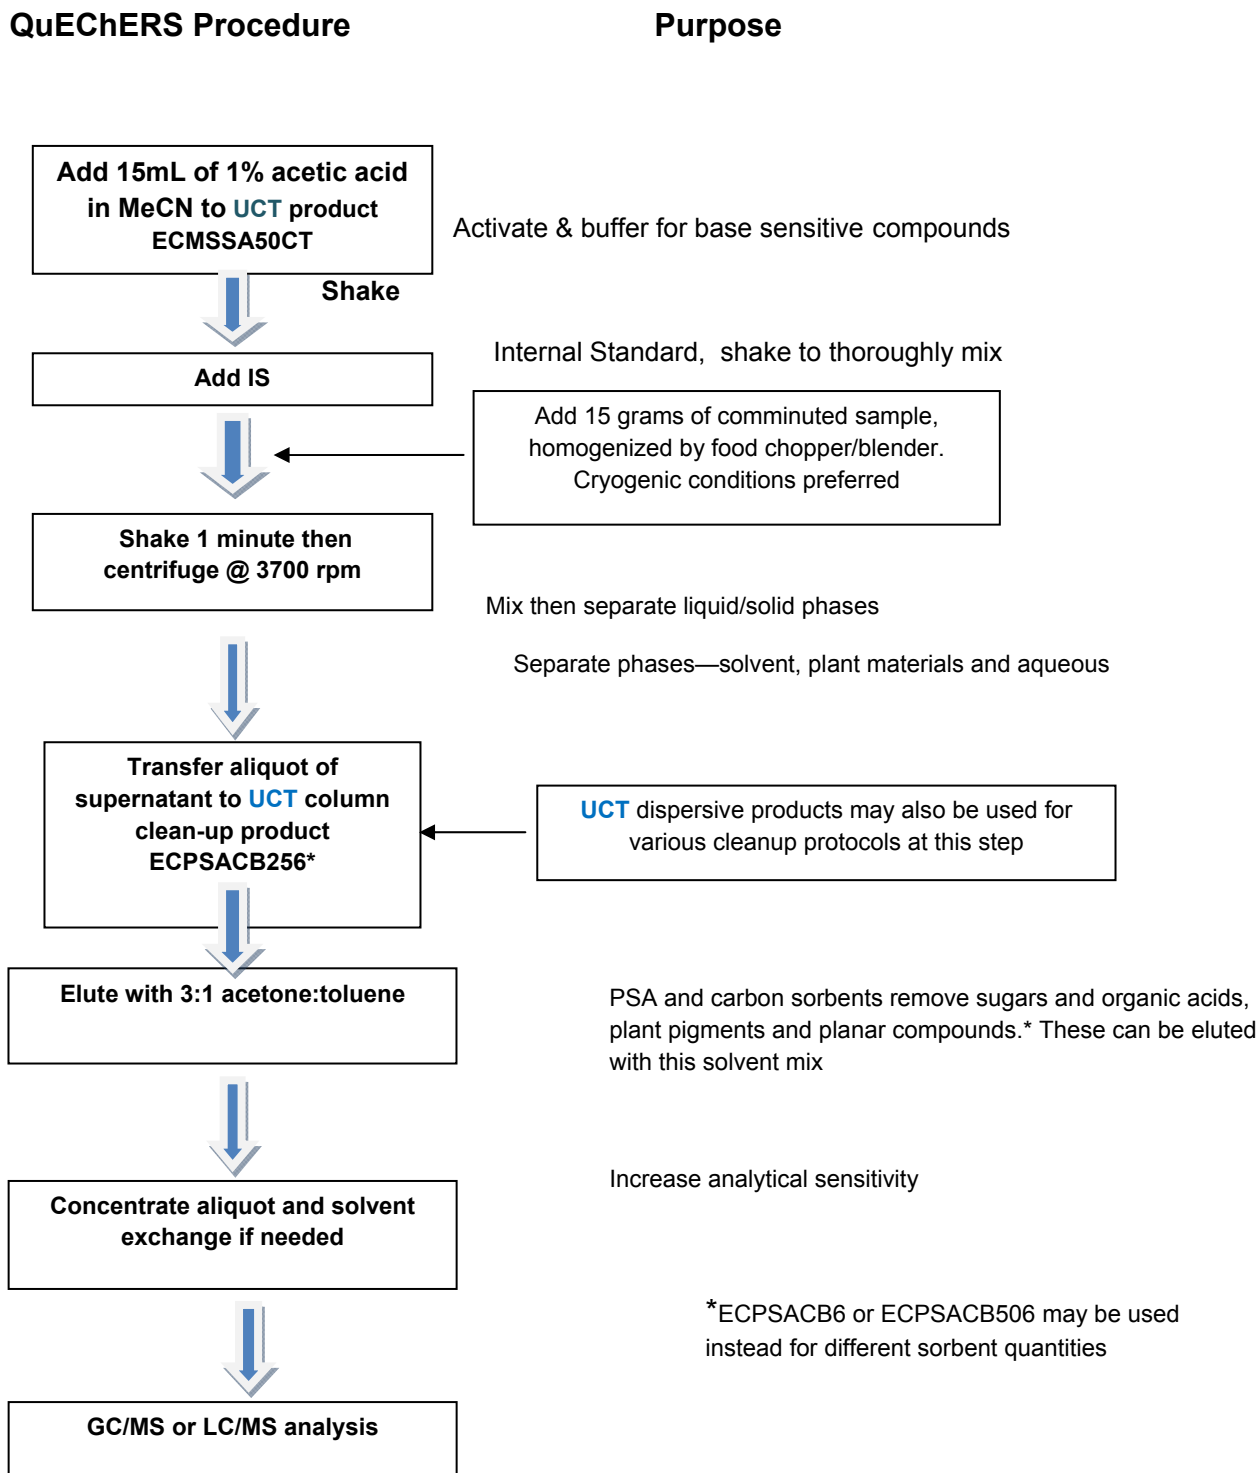 QuEChERS Procedure
Purpose
Add 15mL of 1% acetic acid
in MeCN to UCT product
ECMSSA50CT
Activate & buffer for base sensitive compounds
Shake
Internal Standard,  shake to thoroughly mix
Add IS
Add 15 grams of comminuted sample,
homogenized by food chopper/blender.
Cryogenic conditions preferred
Shake 1 minute then
centrifuge @ 3700 rpm
Mix then separate liquid/solid phases
Separate phases—solvent, plant materials and aqueous
Transfer aliquot of
supernatant to UCT column
clean-up product
ECPSACB256*
UCT dispersive products may also be used for
various cleanup protocols at this step
Elute with 3:1 acetone:toluene
PSA and carbon sorbents remove sugars and organic acids,
plant pigments and planar compounds.* These can be eluted
with this solvent mix
Increase analytical sensitivity
Concentrate aliquot and solvent
exchange if needed
*ECPSACB6 or ECPSACB506 may be used
instead for different sorbent quantities
GC/MS or LC/MS analysis